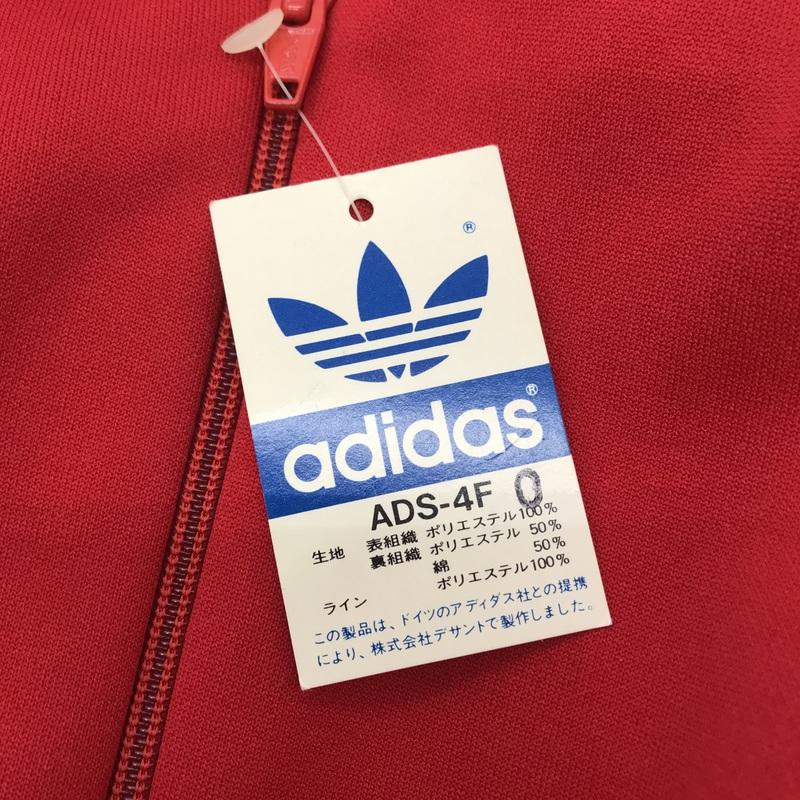 ®
adidas®
ADS-4F 0
生地 表組織 ポリエステル100%
裏組織 ポリエステル 50%
綿 50%
ライン ポリエステル100%
この製品は、ドイツのアディダス社との提携
により、株式会社デサントで製作しました。